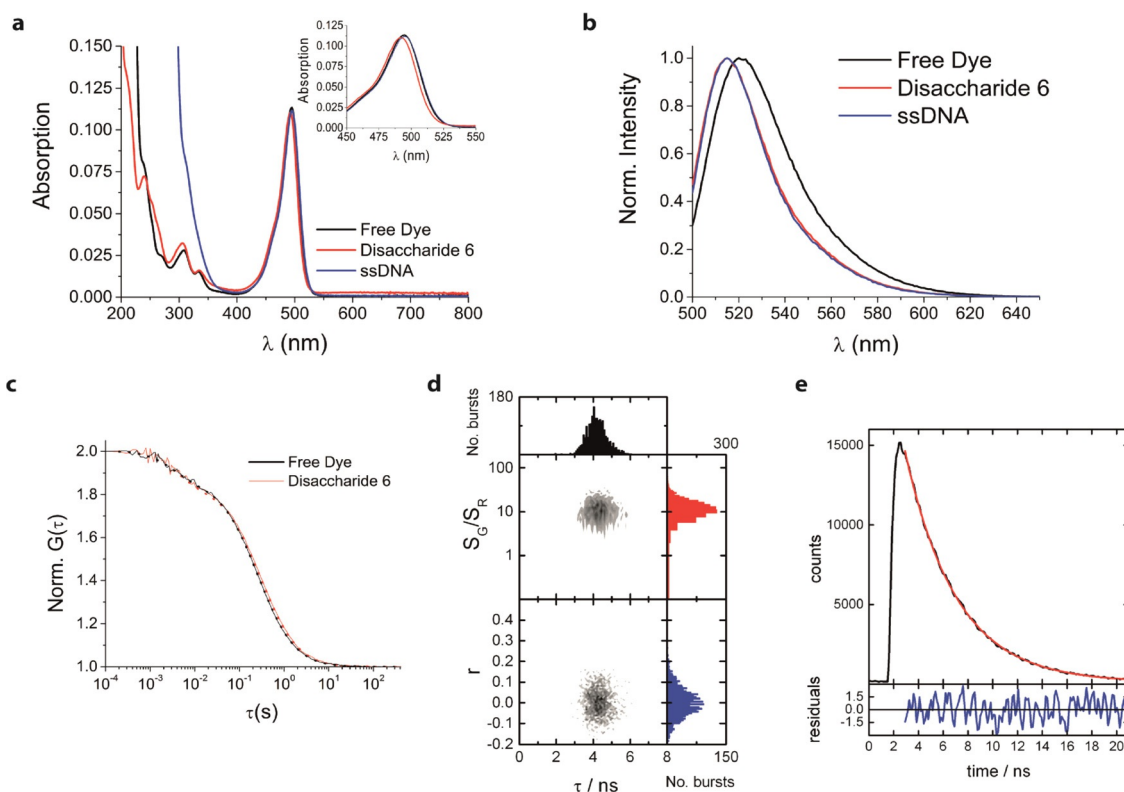 a
0.150
0.125
0.100
0.075
0.050
0.025
0.000
Absorption
200 300 400 500 600 700 800
λ (nm)
Free Dye
Disaccharide 6
ssDNA
0.125
0.100
0.075
0.050
0.025
0.000
Absorption
450 475 500 525 550
λ (nm)
b
1.0
0.8
0.6
0.4
0.2
0.0
Norm. Intensity
500 520 540 560 580 600 620 640
λ (nm)
Free Dye
Disaccharide 6
ssDNA
c
2.0
1.8
1.6
1.4
1.2
1.0
Norm. G(τ)
10⁻⁴ 10⁻³ 10⁻² 10⁻¹ 10⁰ 10¹ 10²
τ(s)
Free Dye
Disaccharide 6
d
180
No. bursts
300
100
10
1
S_G/S_R
0.4
0.3
0.2
0.1
0.0
-0.1
-0.2
r
0 2 4 6 8 150
τ / ns No. bursts
e
15000
10000
5000
counts
1.5
0.0
-1.5
residuals
0 2 4 6 8 10 12 14 16 18 20
time / ns